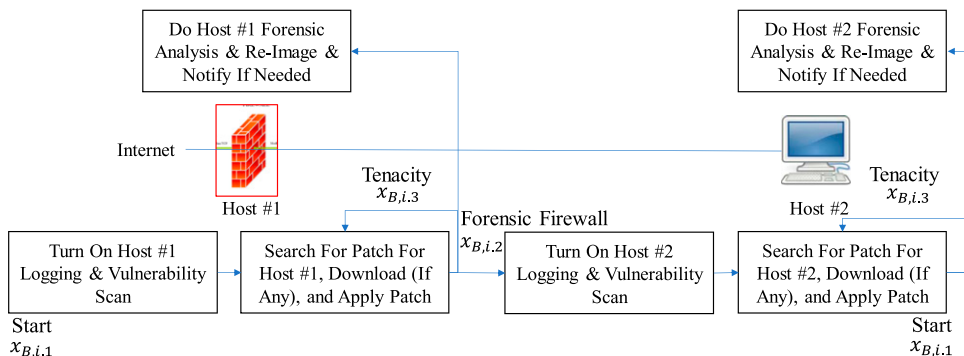 Do Host #1 Forensic
Analysis & Re-Image &
Notify If Needed
Do Host #2 Forensic
Analysis & Re-Image &
Notify If Needed
Internet
Host #1
Tenacity
x_{B,i.3}
Host #2
Tenacity
x_{B,i.3}
Forensic Firewall
x_{B,i.2}
Turn On Host #1
Logging & Vulnerability
Scan
Search For Patch For
Host #1, Download (If
Any), and Apply Patch
Turn On Host #2
Logging & Vulnerability
Scan
Search For Patch For
Host #2, Download (If
Any), and Apply Patch
Start
x_{B,i.1}
Start
x_{B,i.1}